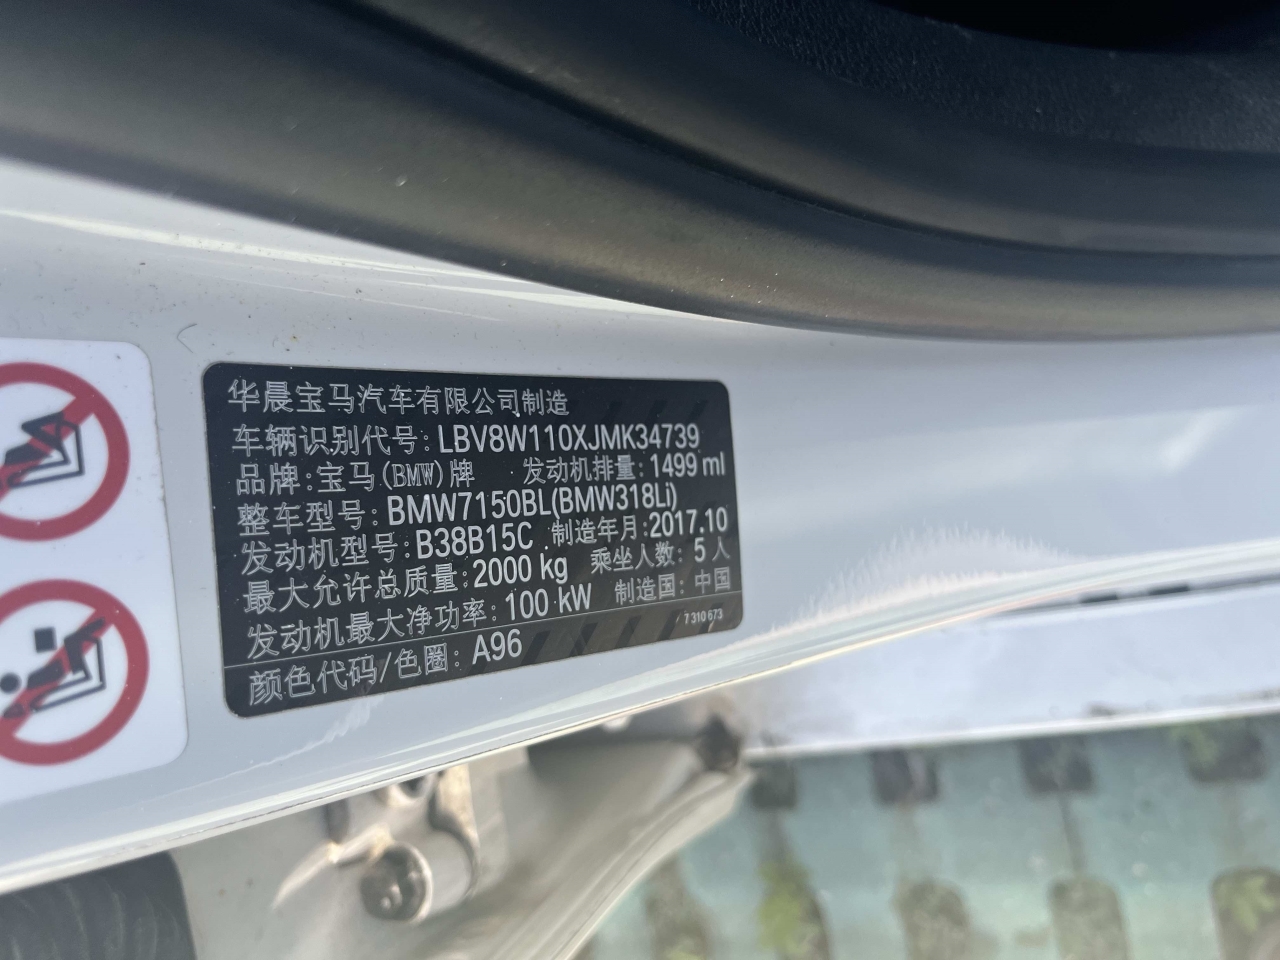 华晨宝马汽车有限公司制造
车辆识别代号: LBV8W110XJMK34739
品牌:宝马(BMW)牌 发动机排量: 1499 ml
整车型号: BMW7150BL(BMW318Li)
发动机型号: B38B15C 制造年月:2017.10
最大允许总质量:2000 kg 乘坐人数: 5 人
发动机最大净功率: 100 kW 制造国: 中国
颜色代码/色圈: A96 7 310 673